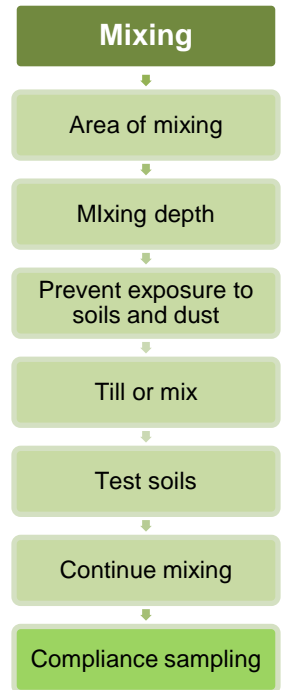 Mixing
Area of mixing
MIxing depth
Prevent exposure to
soils and dust
Till or mix
Test soils
Continue mixing
Compliance sampling